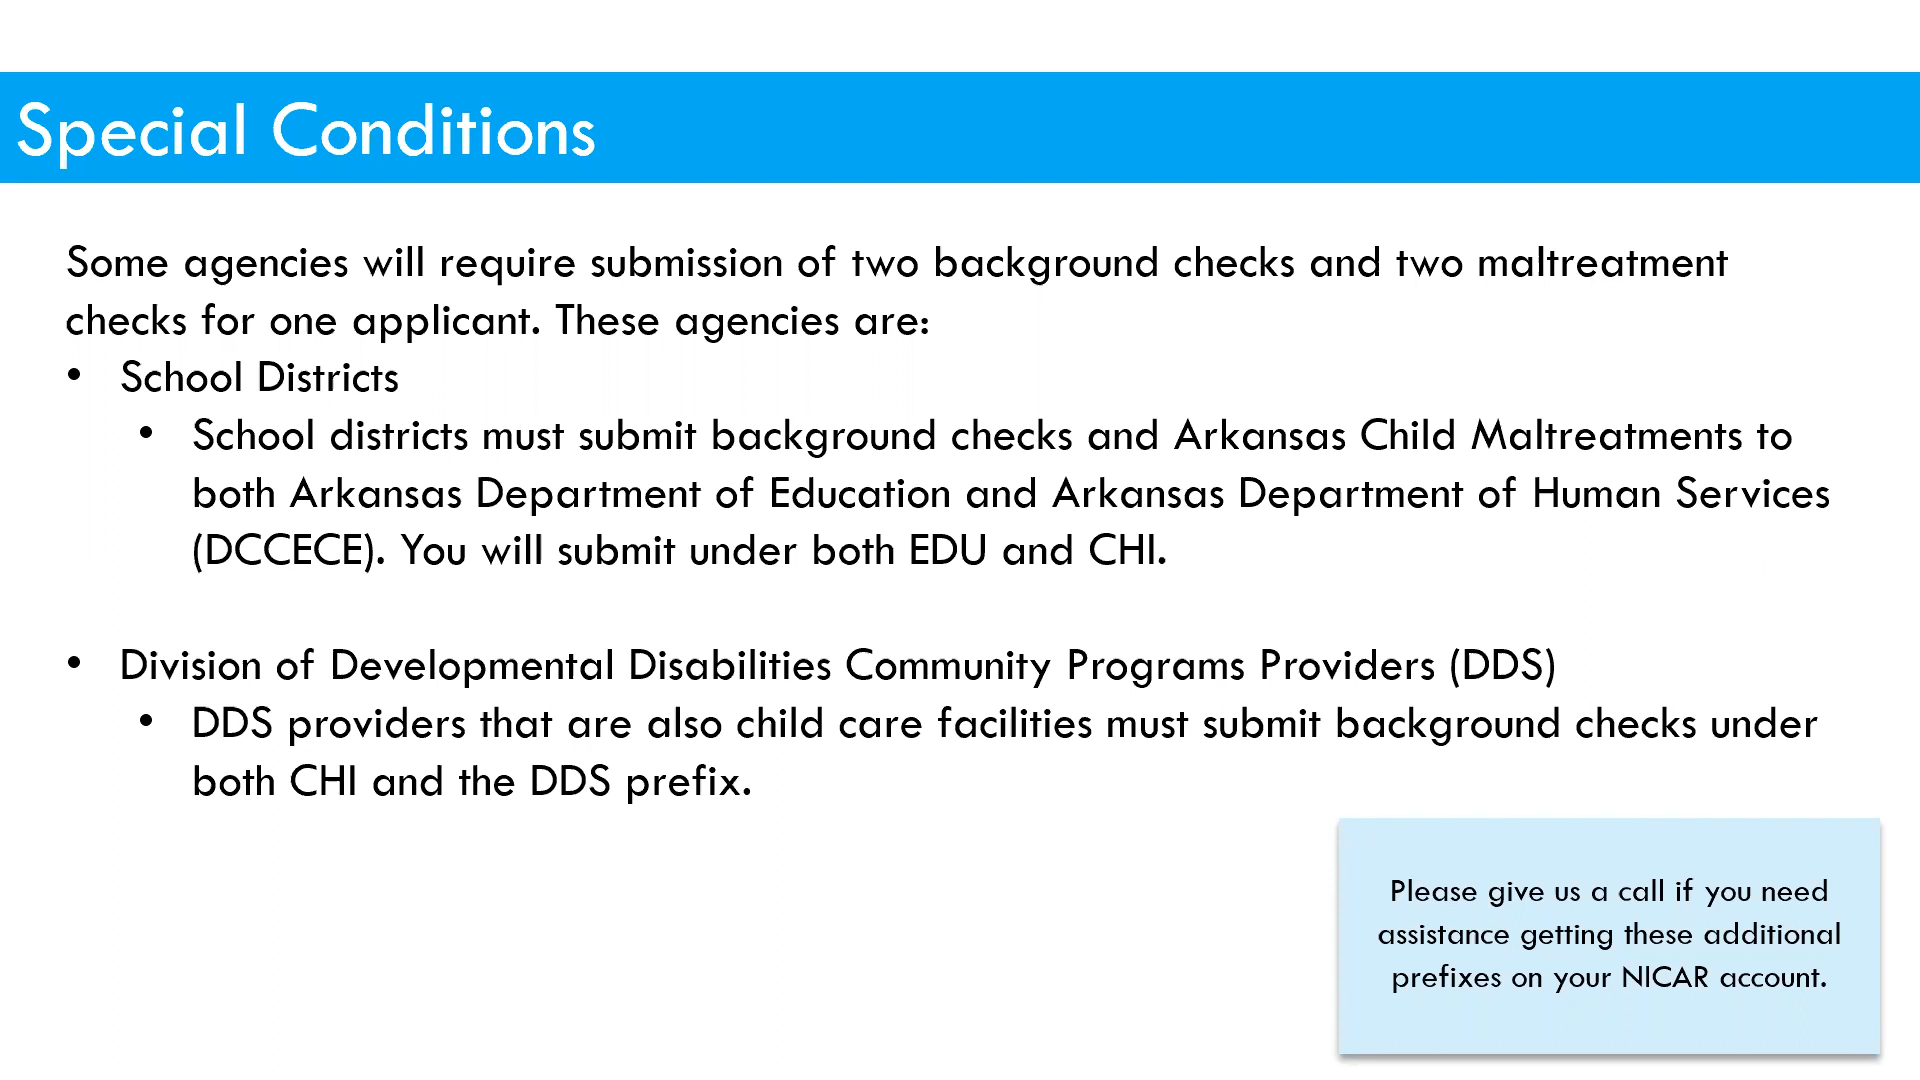 Special Conditions
Some agencies will require submission of two background checks and two maltreatment
checks for one applicant. These agencies are:
• School Districts
• School districts must submit background checks and Arkansas Child Maltreatments to
both Arkansas Department of Education and Arkansas Department of Human Services
(DCCECE). You will submit under both EDU and CHI.
• Division of Developmental Disabilities Community Programs Providers (DDS)
• DDS providers that are also child care facilities must submit background checks under
both CHI and the DDS prefix.
Please give us a call if you need
assistance getting these additional
prefixes on your NICAR account.